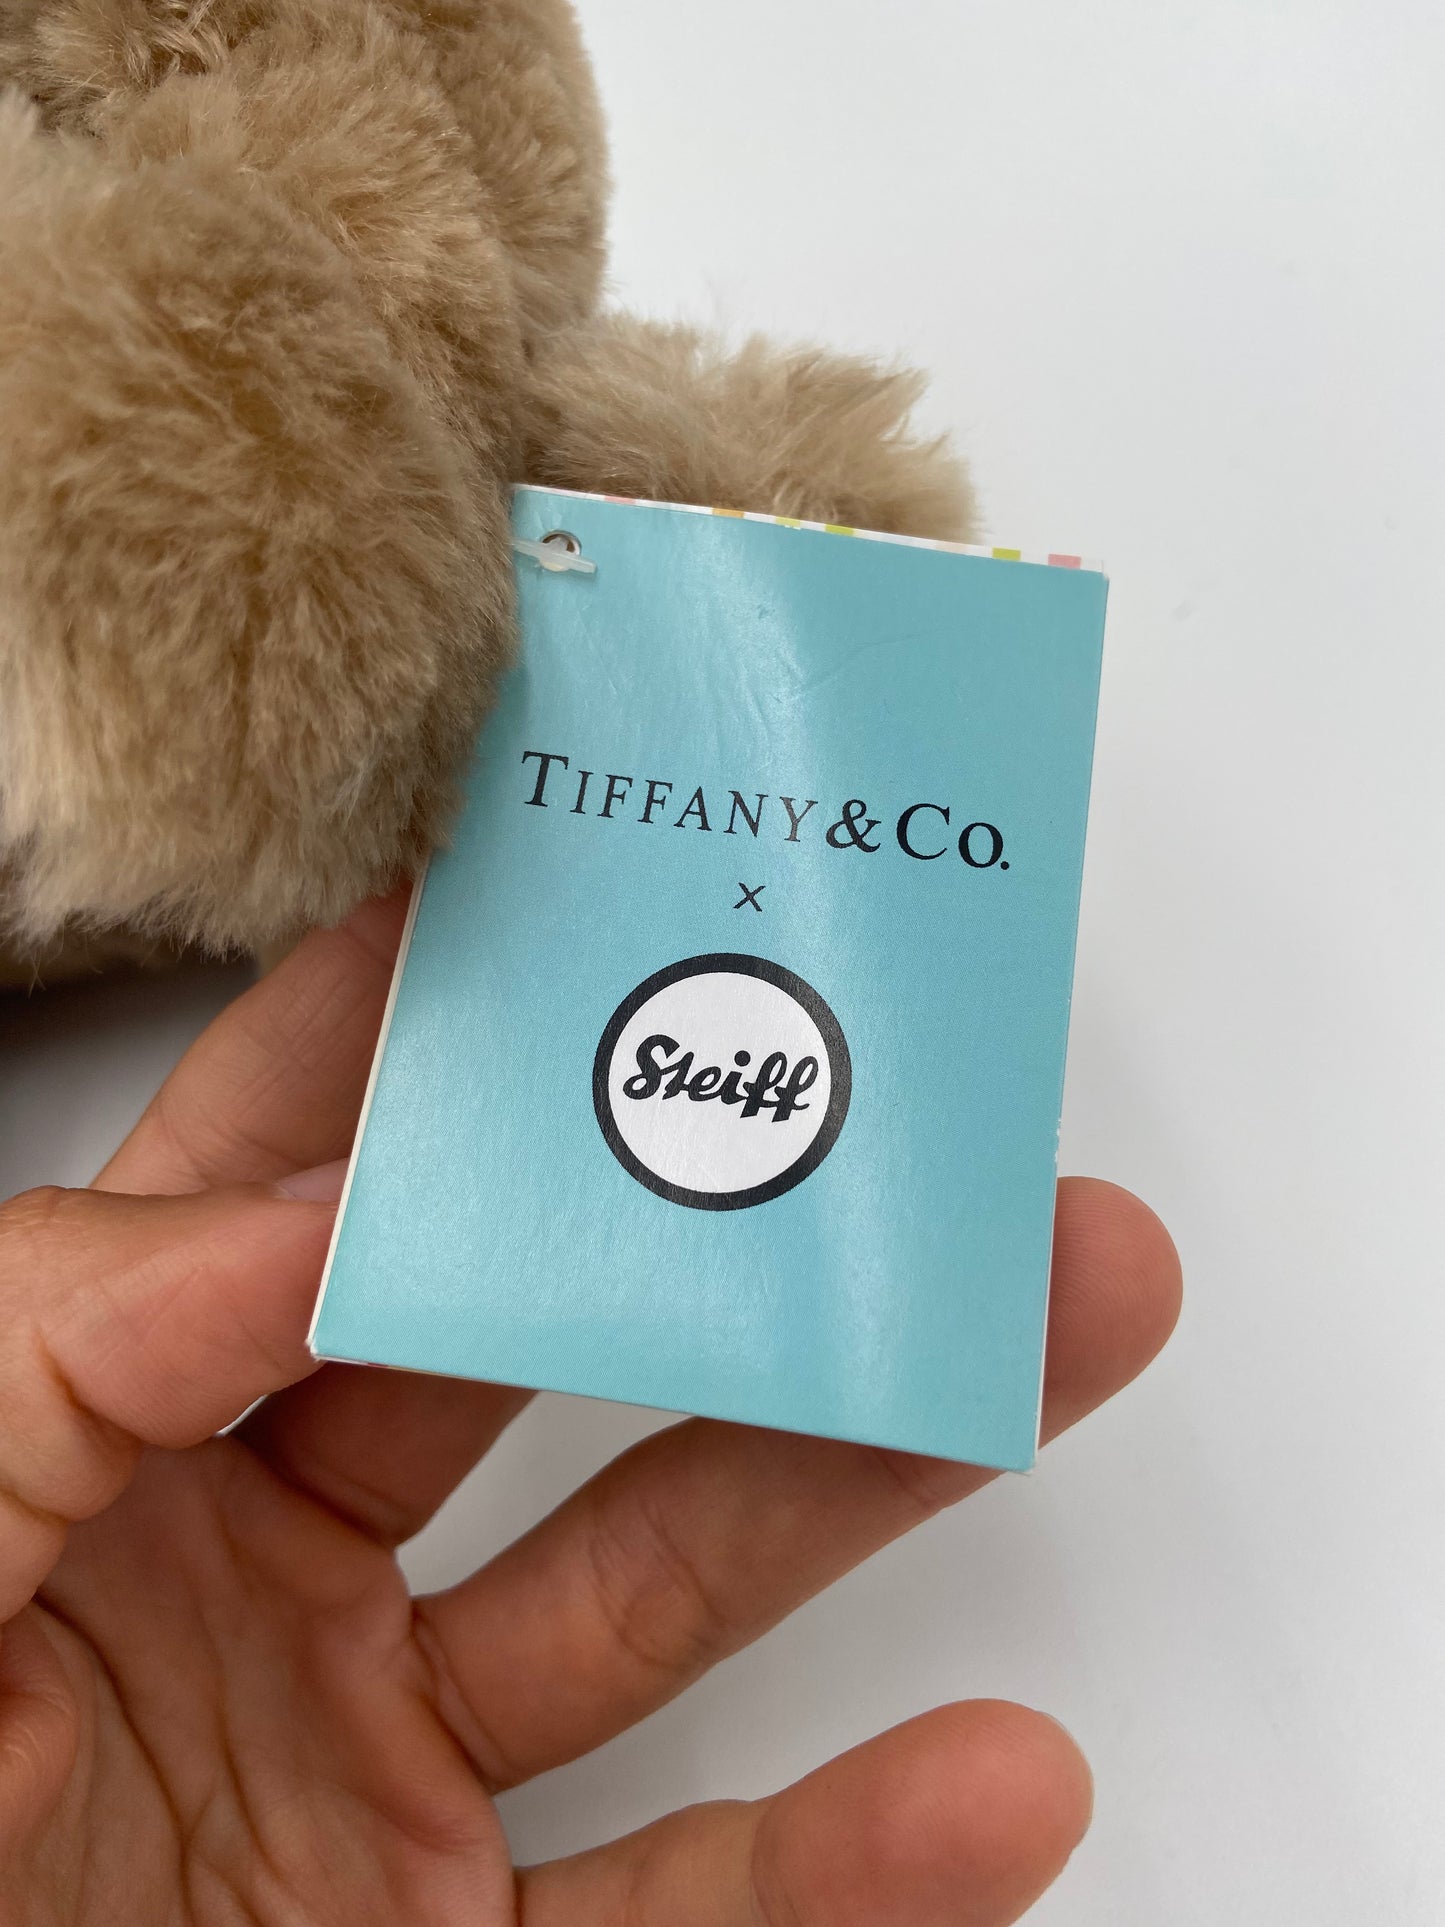 TIFFANY & CO.
x
Steiff